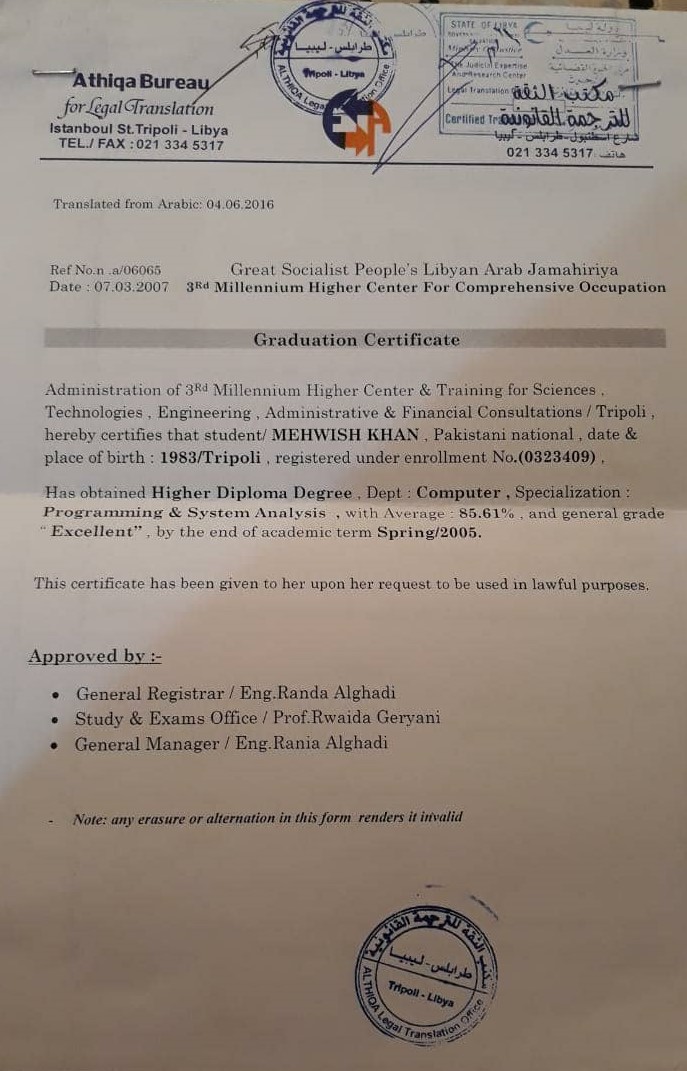 Athiqa Bureau
for Legal Translation
Istanboul St.Tripoli - Libya
TEL./ FAX : 021 334 5317
مكتب الثقة للترجمة القانونية
طرابلس - ليبيا
Tripoli - Libya
ALTHIQA Legal Translation Office
STATE OF LIBYA
دولة ليبيا
وزارة العدل
The Judicial Expertise
And Research Center
Legal Translation
مكتب الثقة
Certified
للترجمة القانونية
شارع إسطنبول - طرابلس - ليبيا
021 334 5317 هاتف
Translated from Arabic: 04.06.2016
Ref No.n .a/06065
Great Socialist People's Libyan Arab Jamahiriya
Date : 07.03.2007
3Rd Millennium Higher Center For Comprehensive Occupation
Graduation Certificate
Administration of 3Rd Millennium Higher Center & Training for Sciences ,
Technologies , Engineering , Administrative & Financial Consultations / Tripoli ,
hereby certifies that student/ MEHWISH KHAN , Pakistani national , date &
place of birth : 1983/Tripoli , registered under enrollment No.(0323409) ,
Has obtained Higher Diploma Degree , Dept : Computer , Specialization :
Programming & System Analysis , with Average : 85.61% , and general grade
" Excellent" , by the end of academic term Spring/2005.
This certificate has been given to her upon her request to be used in lawful purposes.
Approved by :-
• General Registrar / Eng.Randa Alghadi
• Study & Exams Office / Prof.Rwaida Geryani
• General Manager / Eng.Rania Alghadi
- Note: any erasure or alternation in this form renders it invalid
مكتب الثقة للترجمة القانونية
طرابلس - ليبيا
Tripoli - Libya
ALTHIQA Legal Translation Office